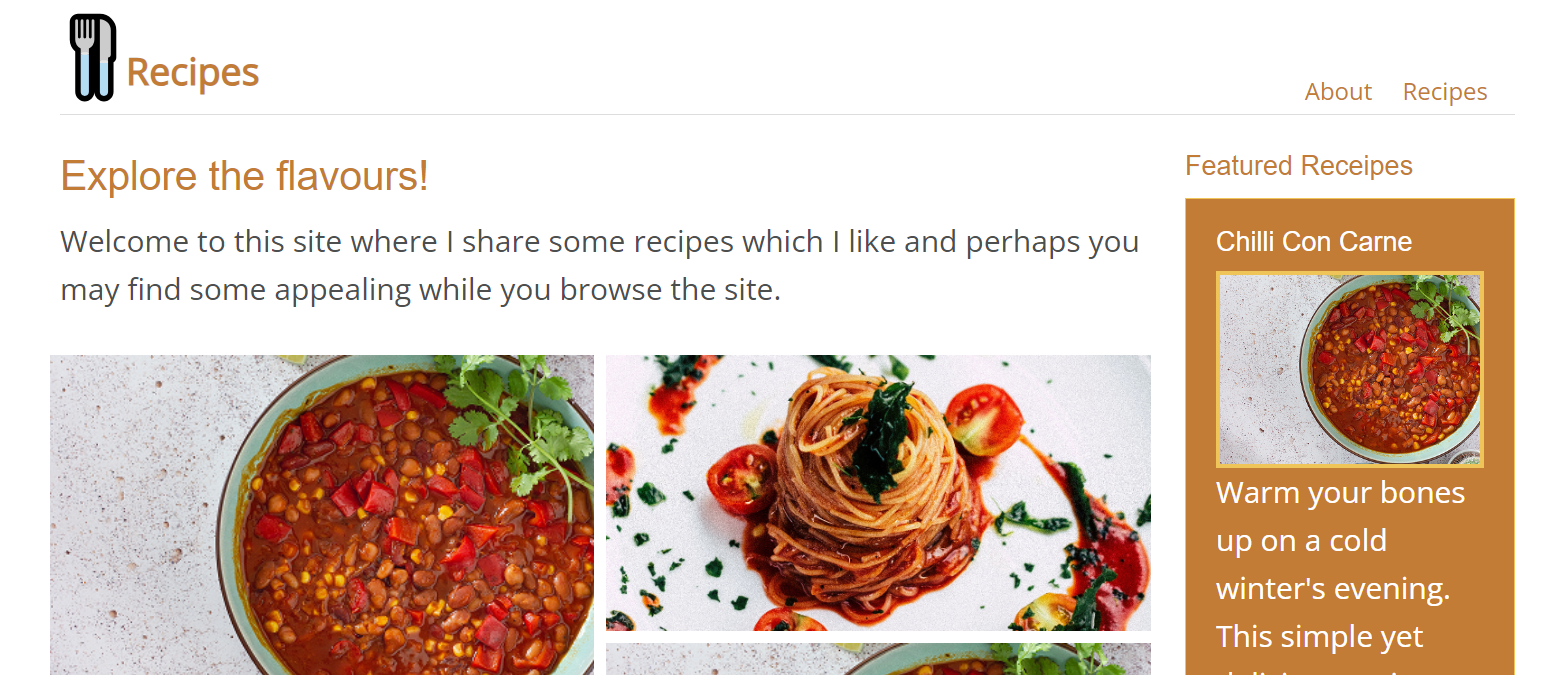 Recipes
About Recipes
Explore the flavours!
Welcome to this site where I share some recipes which I like and perhaps you
may find some appealing while you browse the site.
Featured Receipes
Chilli Con Carne
Warm your bones
up on a cold
winter's evening.
This simple yet